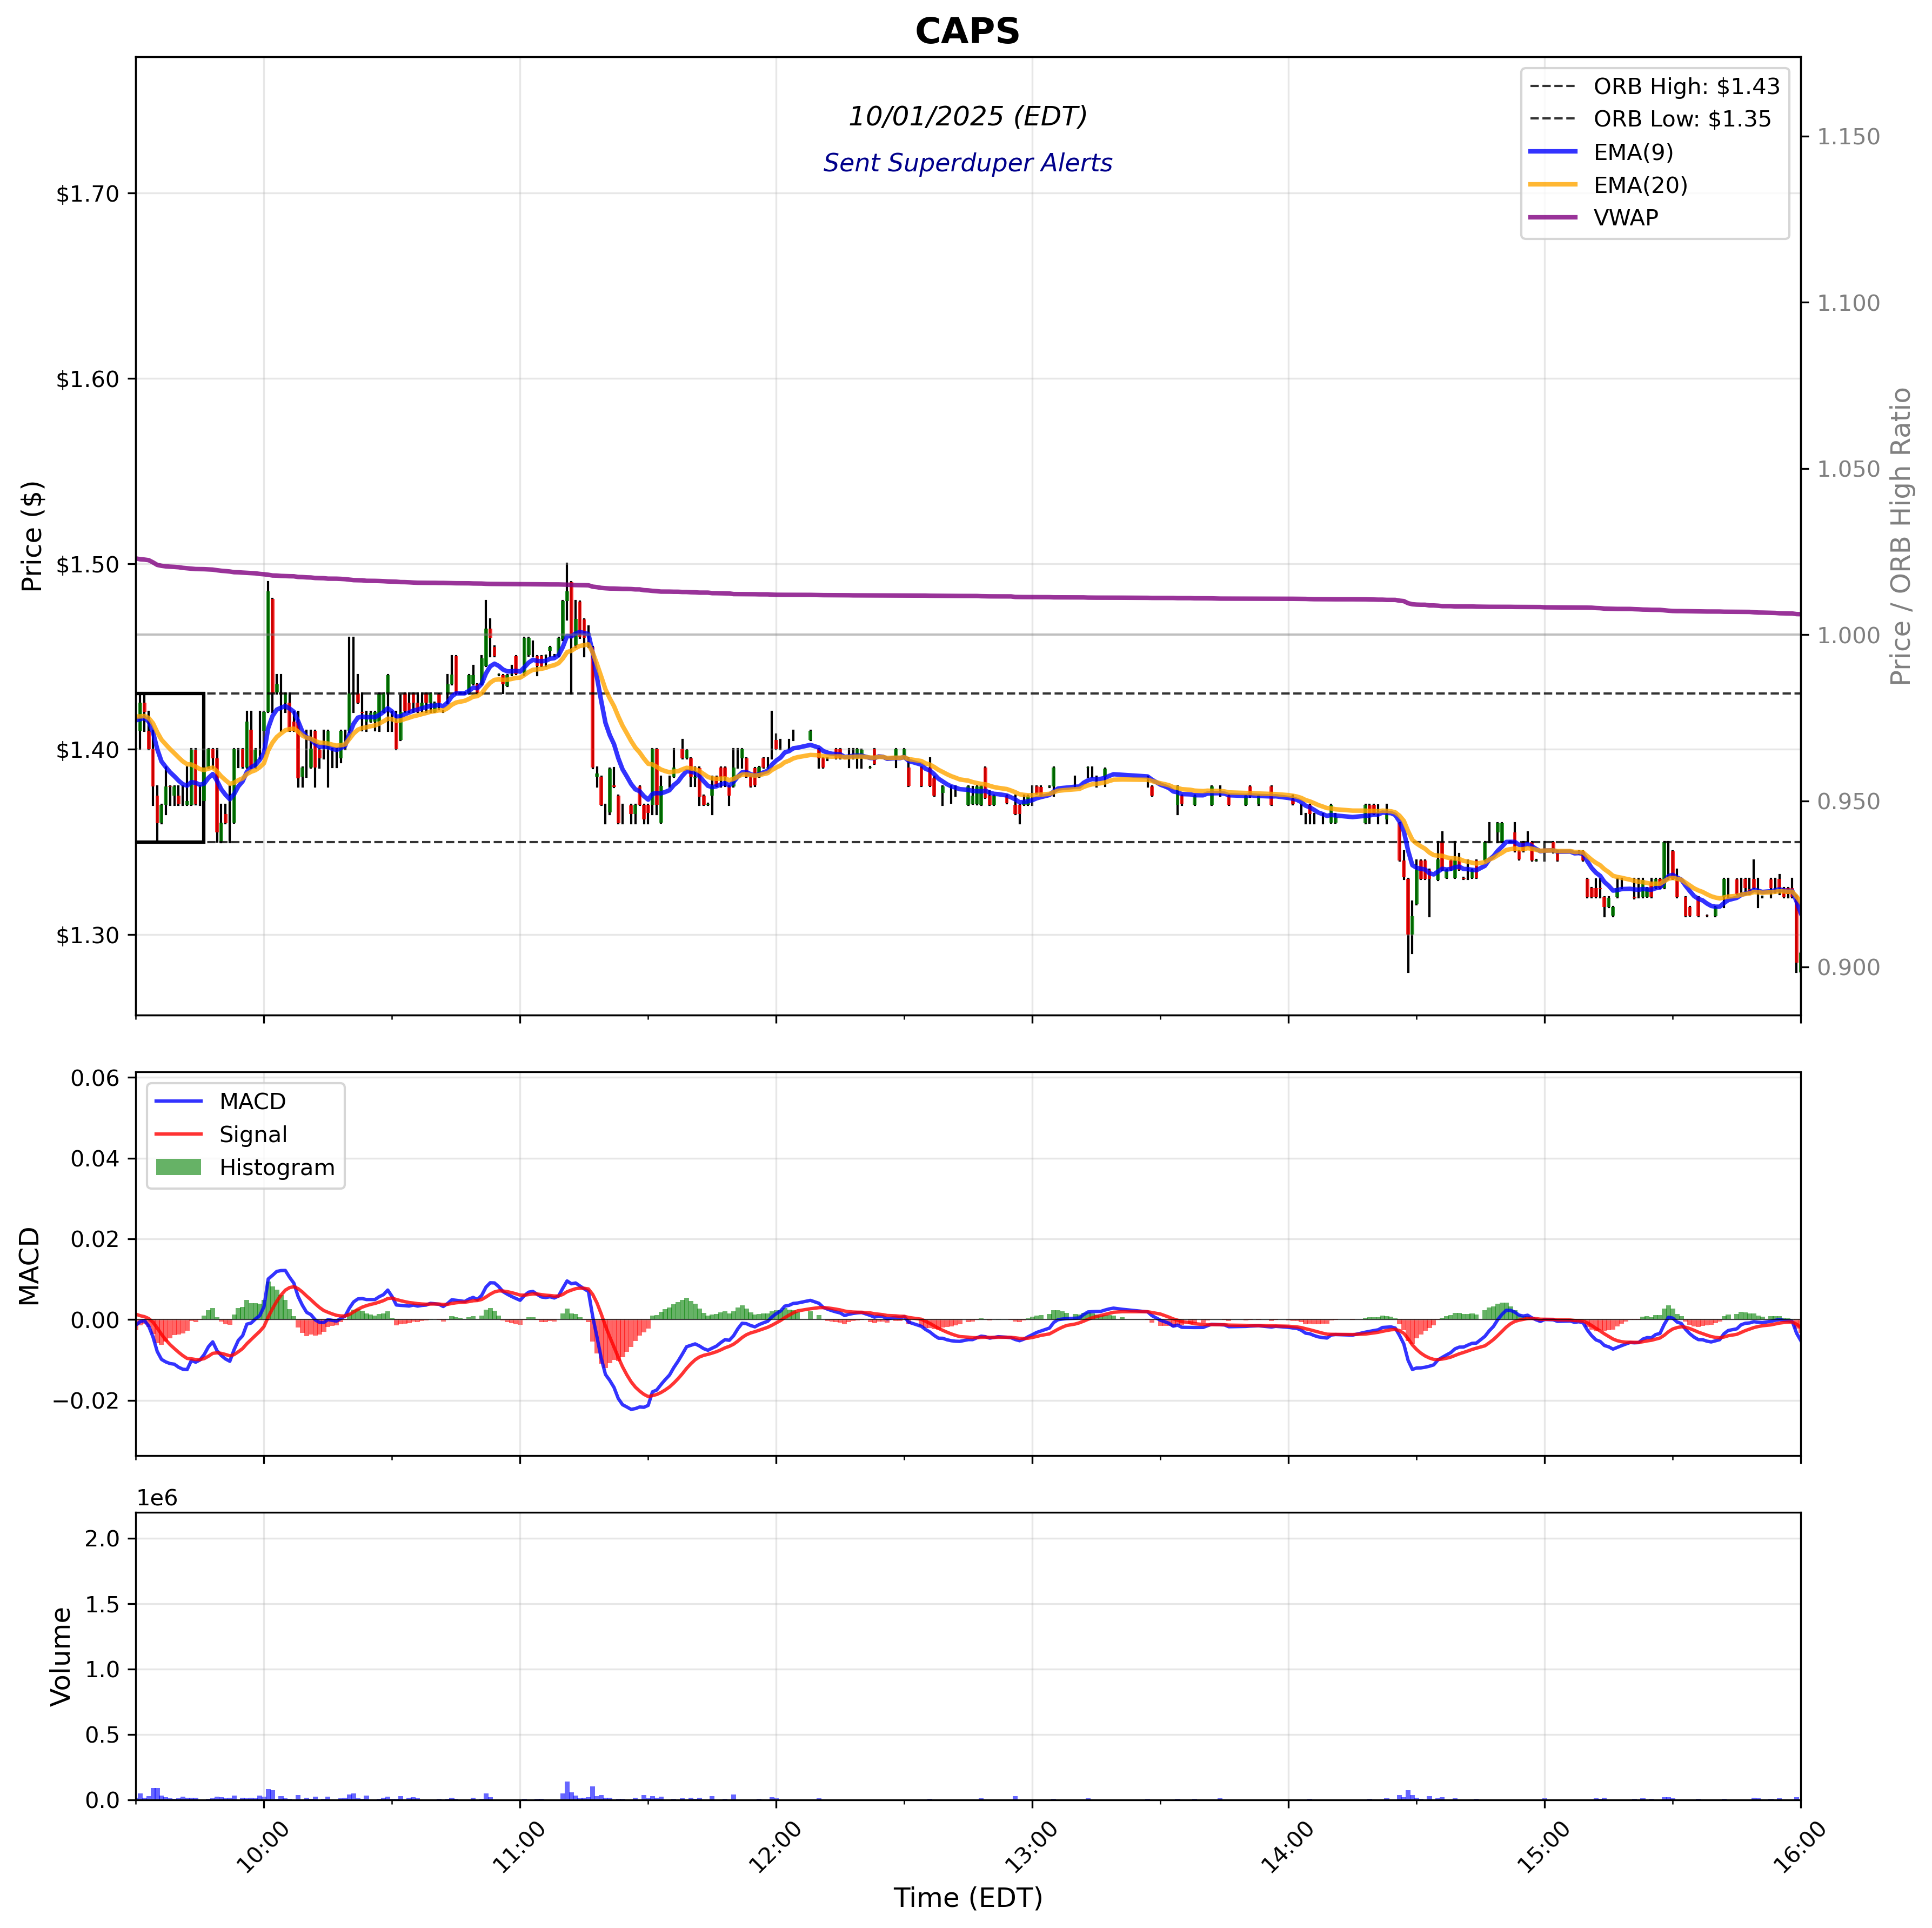 CAPS
10/01/2025 (EDT)
Sent Superduper Alerts
ORB High: $1.43
ORB Low: $1.35
EMA(9)
EMA(20)
VWAP
Price ($)
$1.70
$1.60
$1.50
$1.40
$1.30
Price / ORB High Ratio
1.150
1.100
1.050
1.000
0.950
0.900
MACD
0.06
0.04
0.02
0.00
−0.02
MACD
Signal
Histogram
1e6
Volume
2.0
1.5
1.0
0.5
0.0
10:00
11:00
12:00
13:00
14:00
15:00
16:00
Time (EDT)